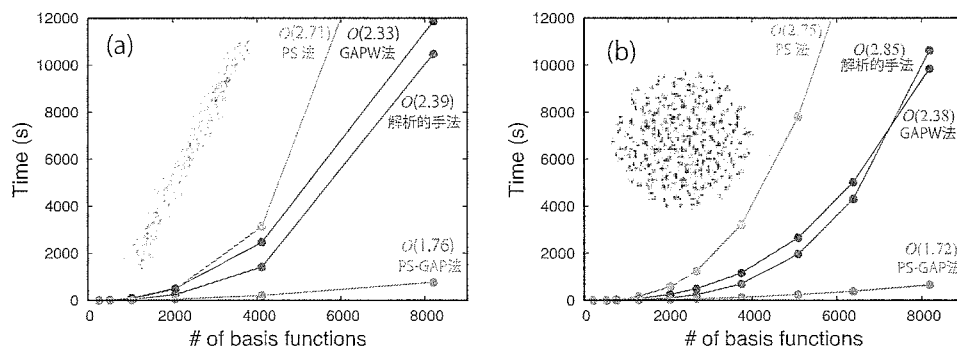 12000
10000
8000
6000
4000
2000
0
Time (s)
(a)
O(2.71)
PS 法
O(2.33)
GAPW法
O(2.39)
解析的手法
O(1.76)
PS-GAP法
0 2000 4000 6000 8000
# of basis functions
12000
10000
8000
6000
4000
2000
0
Time (s)
(b)
O(2.75)
PS 法
O(2.85)
解析的手法
O(2.38)
GAPW法
O(1.72)
PS-GAP法
0 2000 4000 6000 8000
# of basis functions